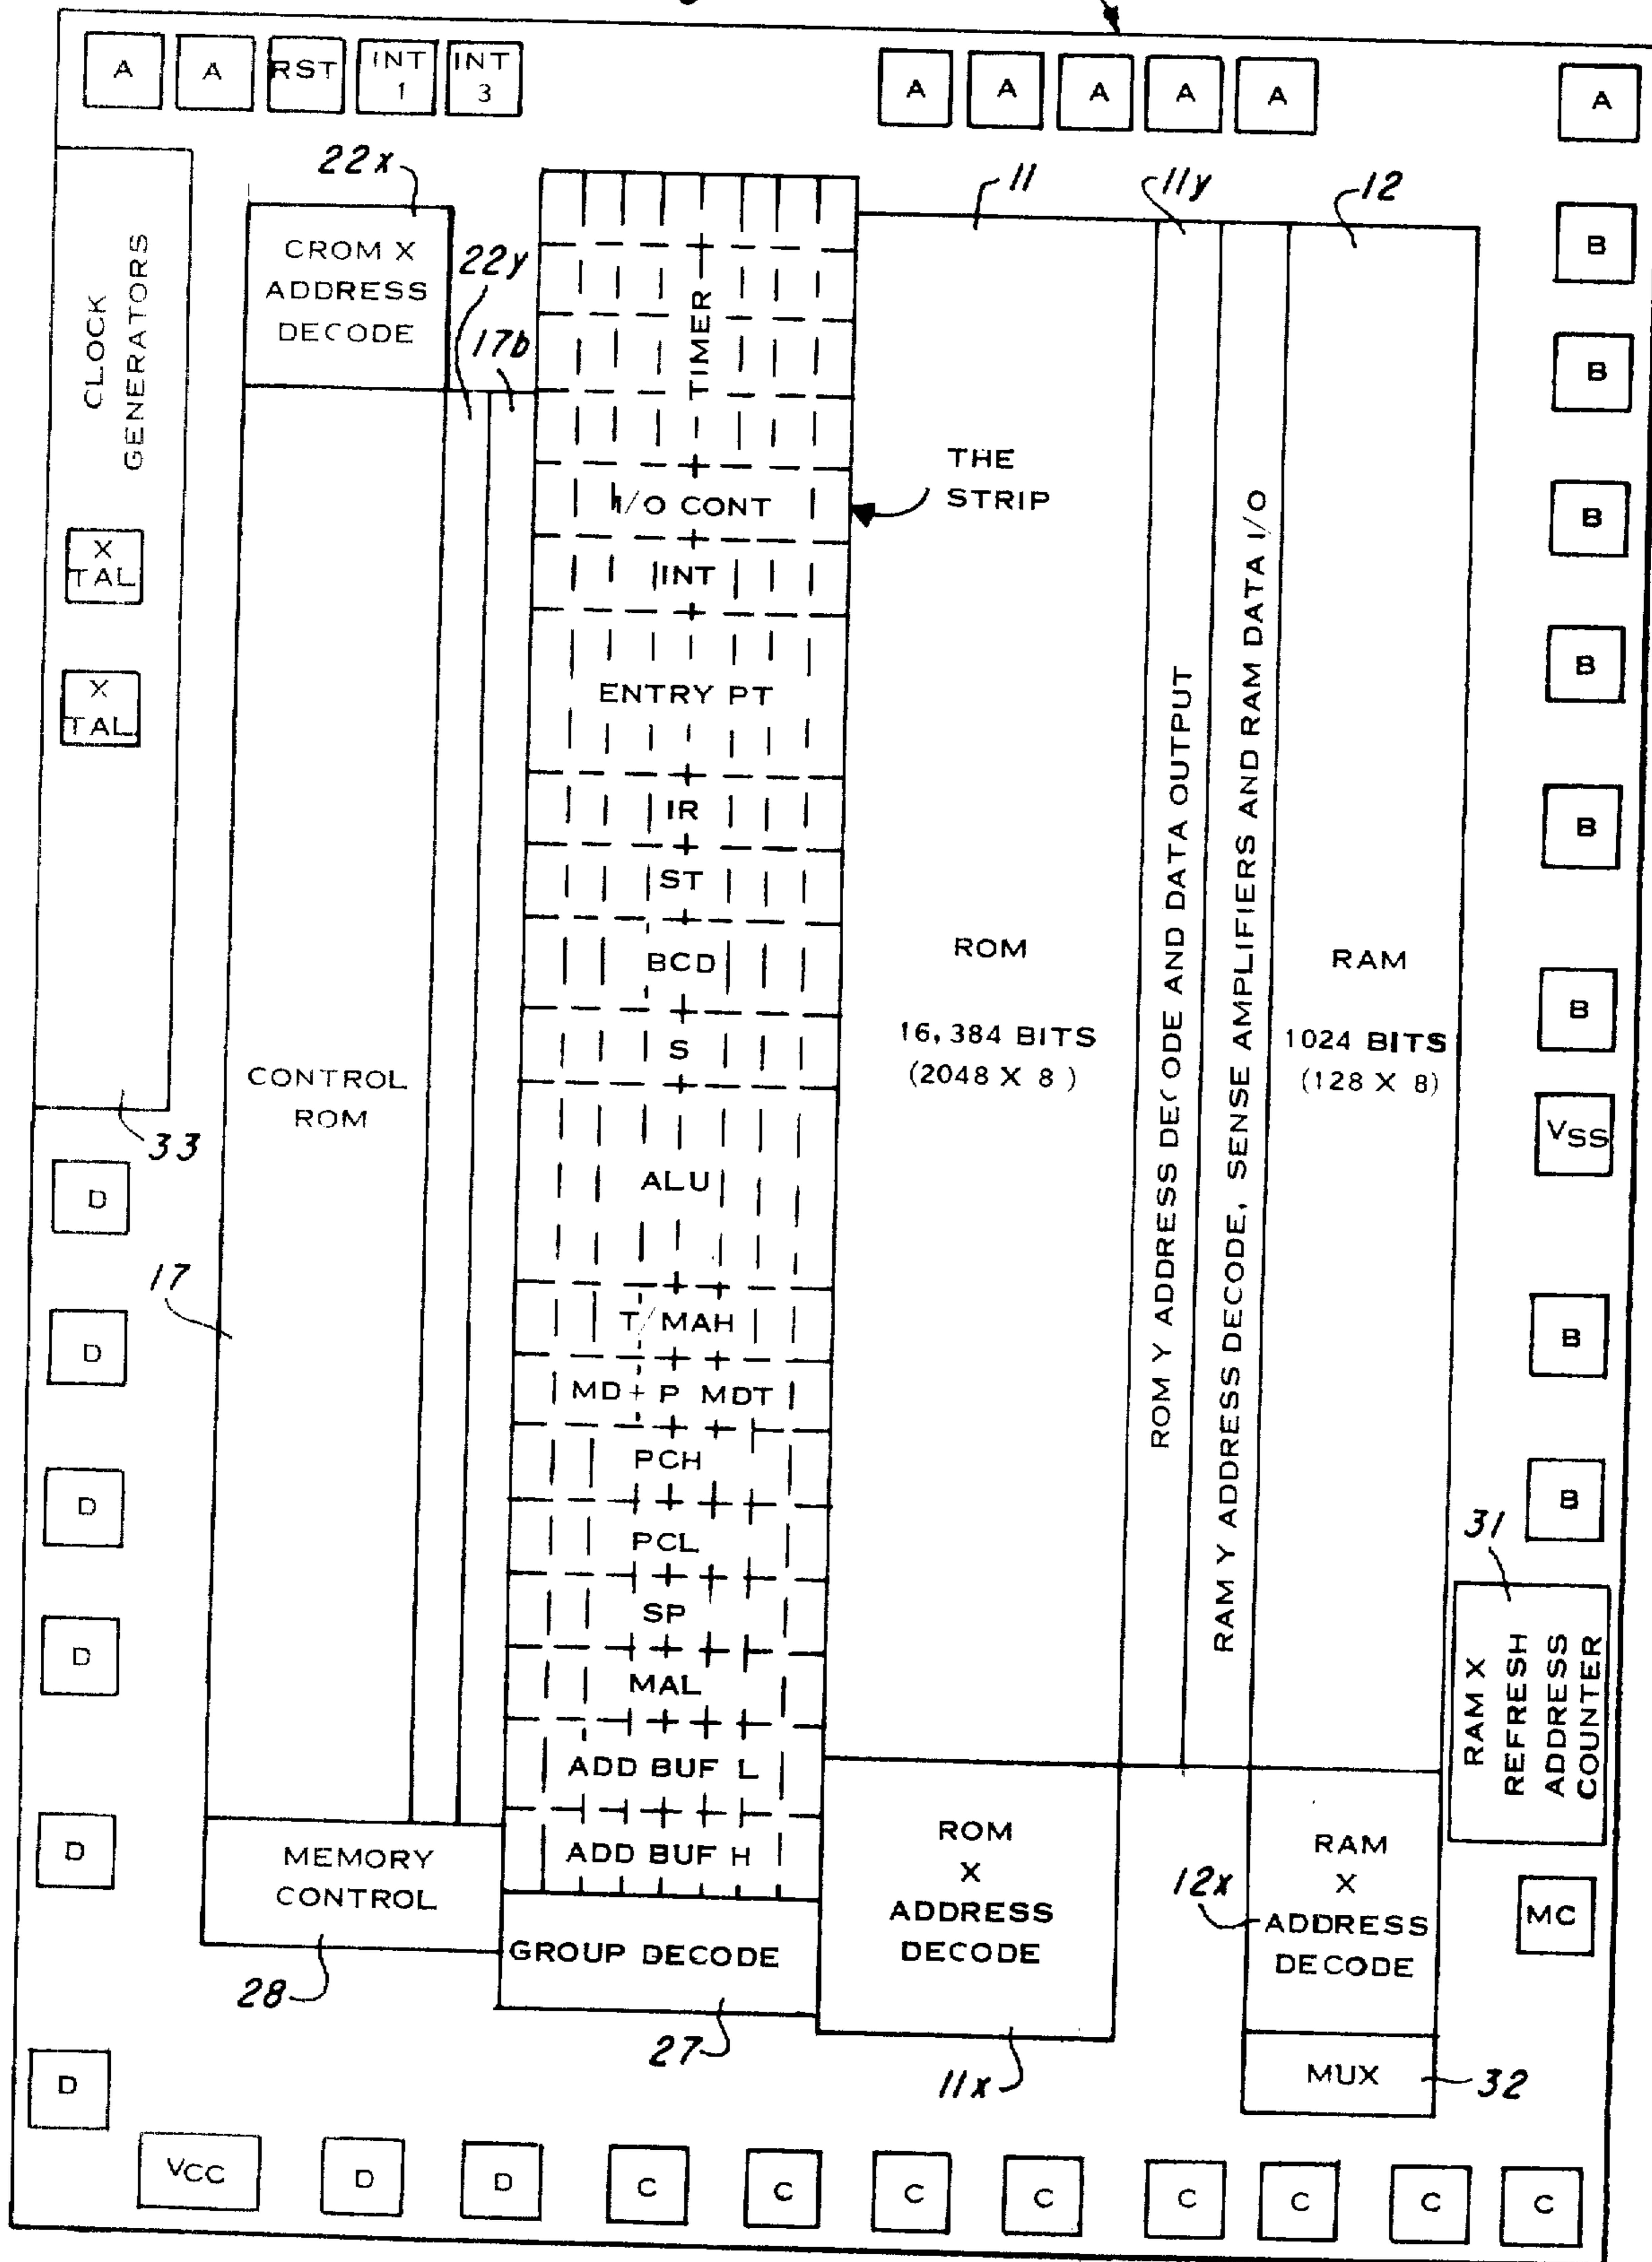 A
A
RST
INT
1
INT
3
A
A
A
A
A
A
22x
11
11y
12
CLOCK
GENERATORS
CROM X
ADDRESS
DECODE
22y
17b
TIMER
THE
STRIP
I/O CONT
INT
ENTRY PT
IR
ST
BCD
S
ALU
T/MAH
MD + P MDT
PCH
PCL
SP
MAL
ADD BUF L
ADD BUF H
X
TAL
X
TAL
33
CONTROL
ROM
17
ROM
16,384 BITS
(2048 X 8)
ROM Y ADDRESS DECODE AND DATA OUTPUT
RAM Y ADDRESS DECODE, SENSE AMPLIFIERS AND RAM DATA I/O
RAM
1024 BITS
(128 X 8)
B
B
B
B
B
B
VSS
B
B
31
RAM X
REFRESH
ADDRESS
COUNTER
MC
D
D
D
D
D
D
MEMORY
CONTROL
28
GROUP DECODE
27
ROM
X
ADDRESS
DECODE
11x
12x
RAM
X
ADDRESS
DECODE
MUX
32
VCC
D
D
C
C
C
C
C
C
C
C